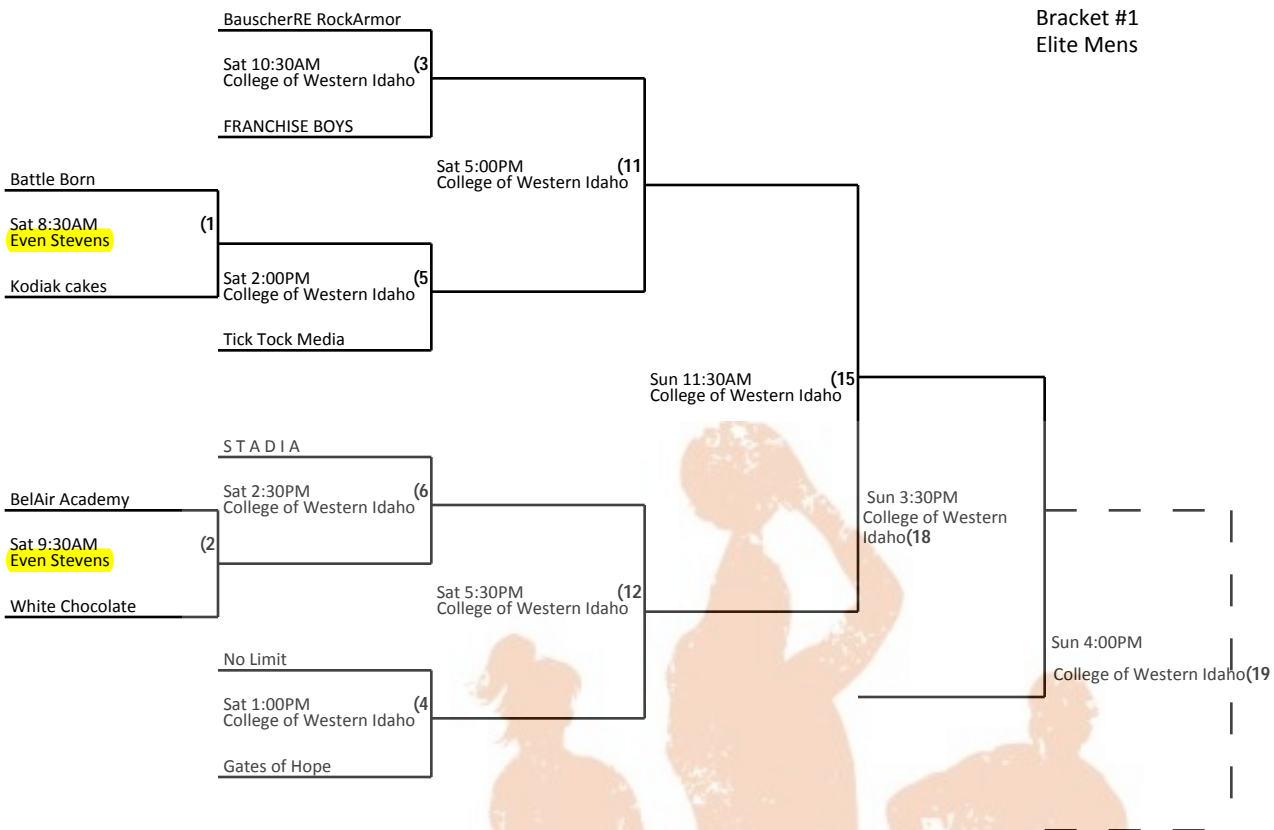 Bracket #1
Elite Mens
BauscherRE RockArmor
Sat 10:30AM (3
College of Western Idaho
FRANCHISE BOYS
Battle Born
Sat 8:30AM (1
Even Stevens
Kodiak cakes
Sat 5:00PM (11
College of Western Idaho
Sat 2:00PM (5
College of Western Idaho
Tick Tock Media
Sun 11:30AM (15
College of Western Idaho
S T A D I A
Sat 2:30PM (6
College of Western Idaho
BelAir Academy
Sat 9:30AM (2
Even Stevens
White Chocolate
Sun 3:30PM
College of Western
Idaho(18
Sat 5:30PM (12
College of Western Idaho
No Limit
Sat 1:00PM (4
College of Western Idaho
Gates of Hope
Sun 4:00PM
College of Western Idaho(19